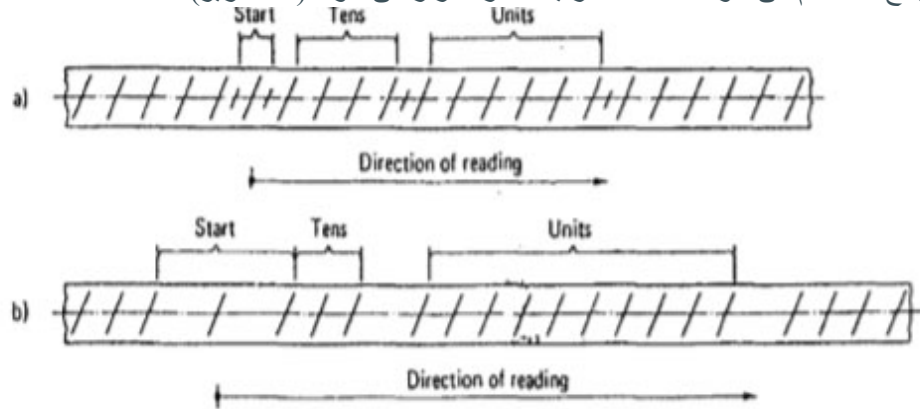 Start Tens Units
a)
Direction of reading
Start Tens Units
b)
Direction of reading